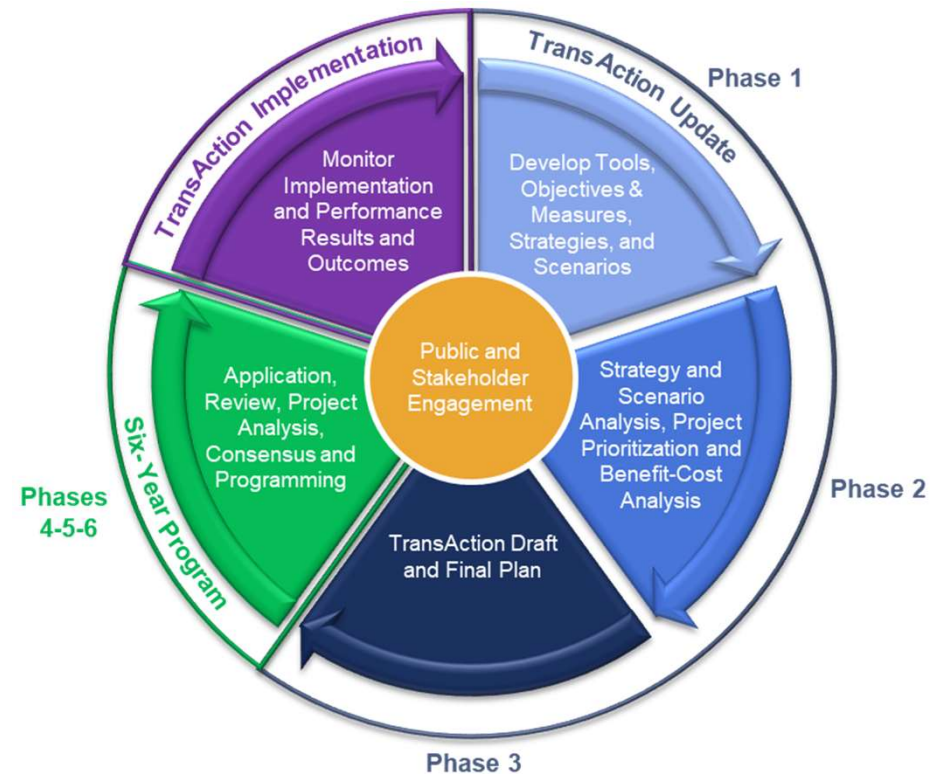 TransAction Implementation
TransAction Update
Phase 1
Monitor
Implementation
and Performance
Results and
Outcomes
Develop Tools,
Objectives &
Measures,
Strategies, and
Scenarios
Public and
Stakeholder
Engagement
Application,
Review, Project
Analysis,
Consensus and
Programming
Strategy and
Scenario
Analysis, Project
Prioritization and
Benefit-Cost
Analysis
Phase 2
Phases
4-5-6
Six-Year Program
TransAction Draft
and Final Plan
Phase 3